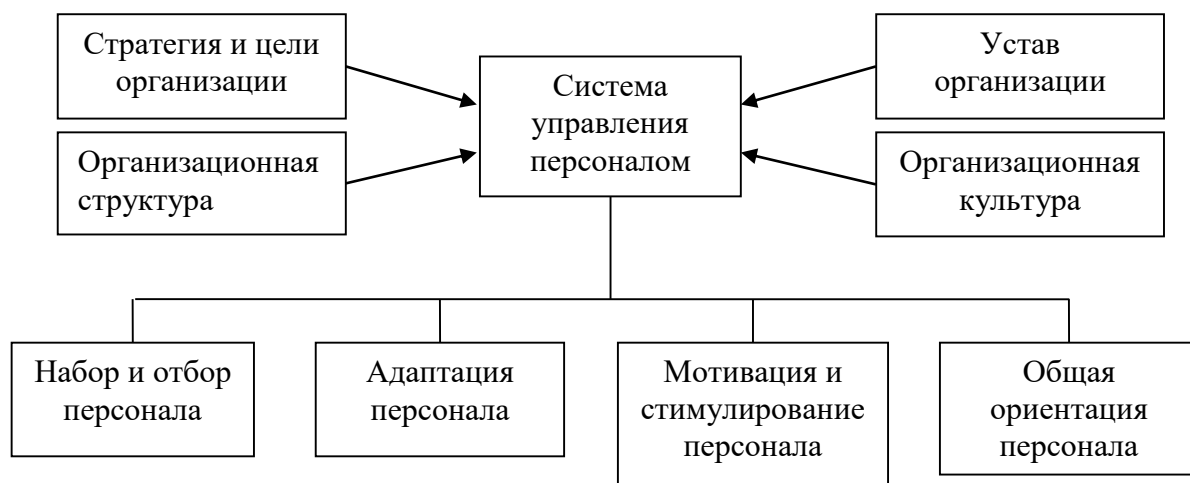 Стратегия и цели
организации
Организационная
структура
Система
управления
персоналом
Устав
организации
Организационная
культура
Набор и отбор
персонала
Адаптация
персонала
Мотивация и
стимулирование
персонала
Общая
ориентация
персонала